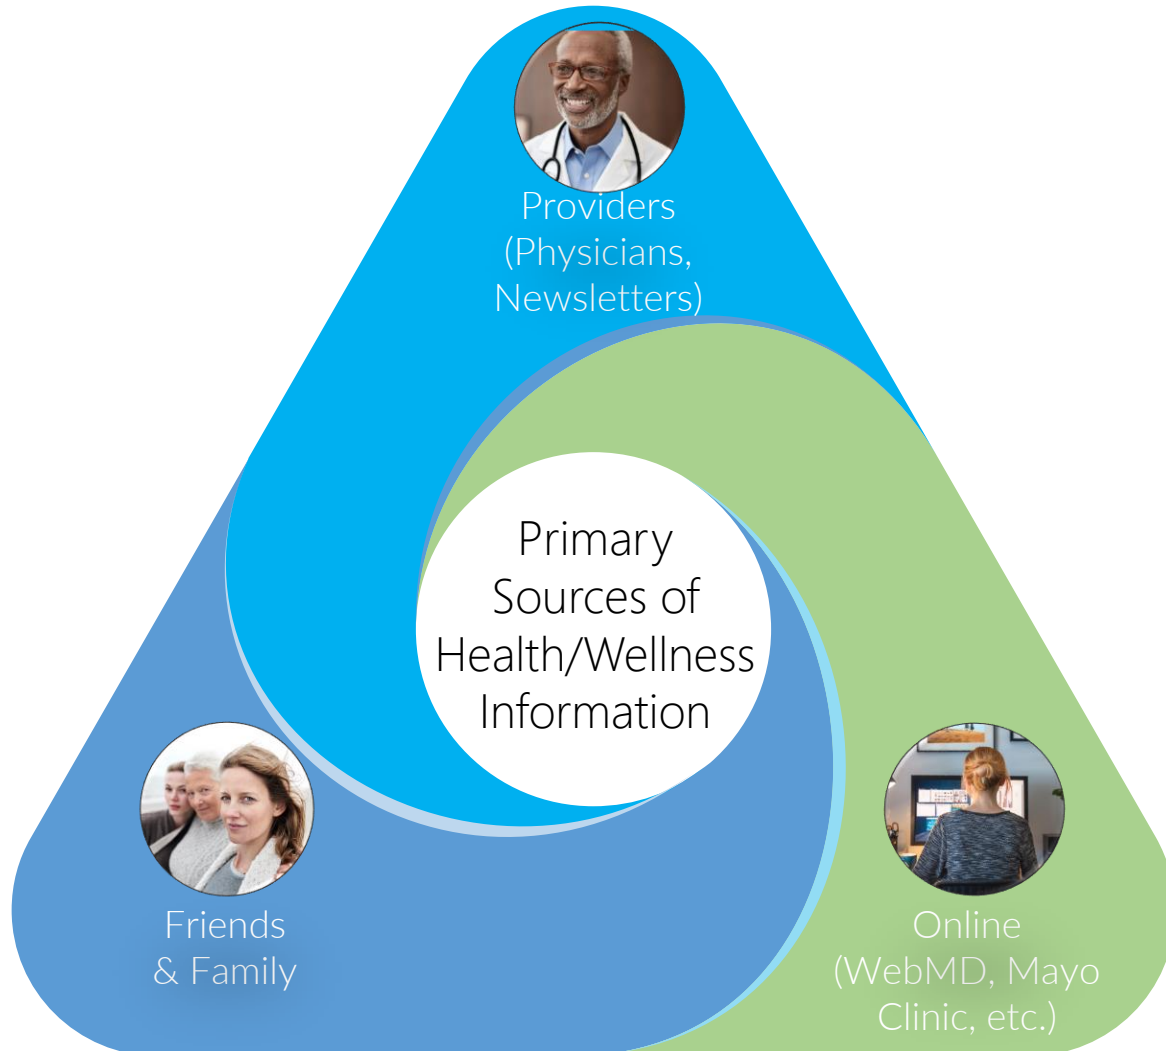 Providers
(Physicians,
Newsletters)
Primary
Sources of
Health/Wellness
Information
Friends
& Family
Online
(WebMD, Mayo
Clinic, etc.)